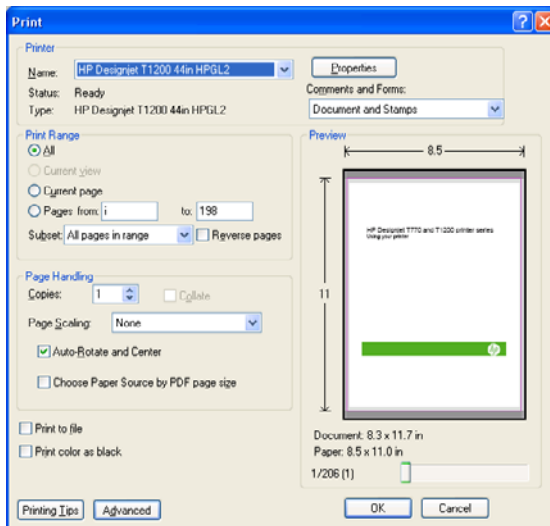 Print
Printer
Name: HP Designjet T1200 44in HPGL2
Properties
Status: Ready
Type: HP Designjet T1200 44in HPGL2
Comments and Forms:
Document and Stamps
Print Range
All
Current view
Current page
Pages from: i to: 198
Subset: All pages in range
Reverse pages
Page Handling
Copies: 1
Collate
Page Scaling: None
Auto-Rotate and Center
Choose Paper Source by PDF page size
Print to file
Print color as black
Preview
8.5
11
HP Designjet T770 and T1200 printer series
Using your printer
hp
Document: 8.3 x 11.7 in
Paper: 8.5 x 11.0 in
1/206 (1)
Printing Tips
Advanced
OK
Cancel